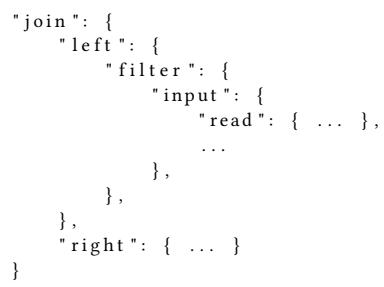 "join": {
    "left": {
        "filter": {
            "input": {
                "read": { ... },
                ...
            },
        },
    },
    "right": { ... }
}